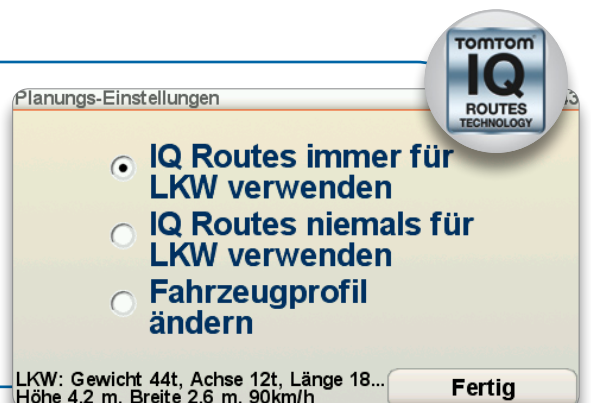 TOMTOM
IQ
ROUTES
TECHNOLOGY
Planungs-Einstellungen
IQ Routes immer für
LKW verwenden
IQ Routes niemals für
LKW verwenden
Fahrzeugprofil
ändern
LKW: Gewicht 44t, Achse 12t, Länge 18...
Höhe 4.2 m, Breite 2.6 m, 90km/h
Fertig